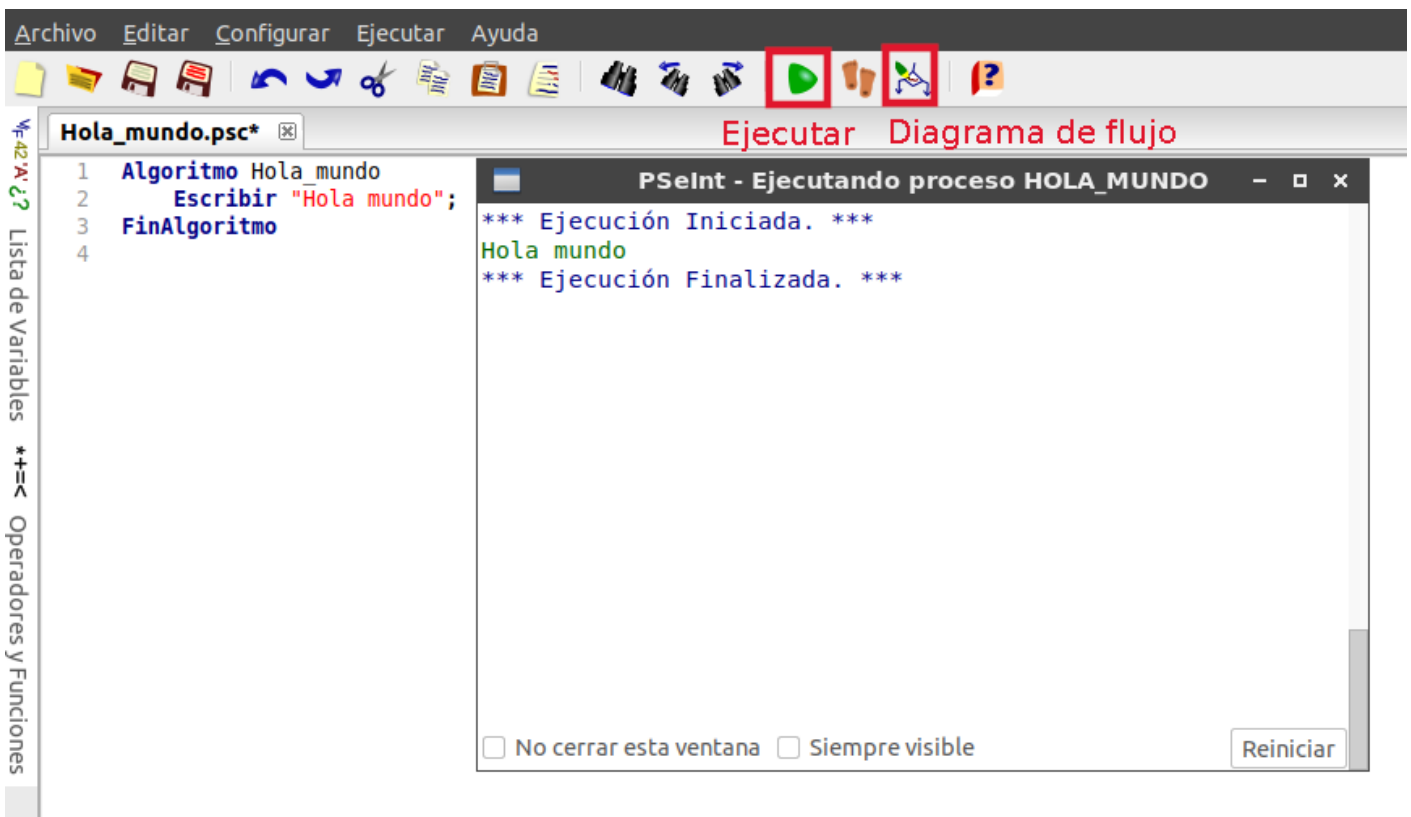 Archivo Editar Configurar Ejecutar Ayuda
Hola_mundo.psc*
Ejecutar Diagrama de flujo
1 Algoritmo Hola_mundo
2 Escribir "Hola mundo";
3 FinAlgoritmo
4
PSeInt - Ejecutando proceso HOLA_MUNDO
*** Ejecución Iniciada. ***
Hola mundo
*** Ejecución Finalizada. ***
No cerrar esta ventana Siempre visible Reiniciar
42 'A' ¿? Lista de Variables
*+=< Operadores y Funciones